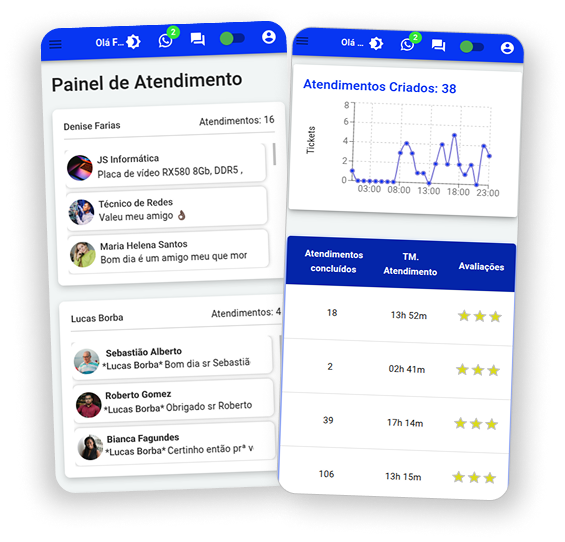 Olá F...
2
Painel de Atendimento
Denise Farias
Atendimentos: 16
JS Informática
Placa de vídeo RX580 8Gb, DDR5 ,
Técnico de Redes
Valeu meu amigo 👌🏿
Maria Helena Santos
Bom dia é um amigo meu que mor
Lucas Borba
Atendimentos: 4
Sebastião Alberto
*Lucas Borba* Bom dia sr Sebastiã
Roberto Gomez
*Lucas Borba* Obrigado sr Roberto
Bianca Fagundes
*Lucas Borba* Certinho então prª v
Olá ...
2
Atendimentos Criados: 38
Tickets
8
6
4
2
0
03:00 08:00 13:00 18:00 23:00
Atendimentos
concluídos
TM.
Atendimento
Avaliações
18 13h 52m
2 02h 41m
39 17h 14m
106 13h 15m